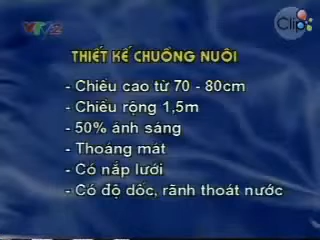 VTV2
Clip
THIẾT KẾ CHUỒNG NUÔI
- Chiều cao từ 70 - 80cm
- Chiều rộng 1,5m
- 50% ánh sáng
- Thoáng mát
- Có nắp lưới
- Có độ dốc, rãnh thoát nước